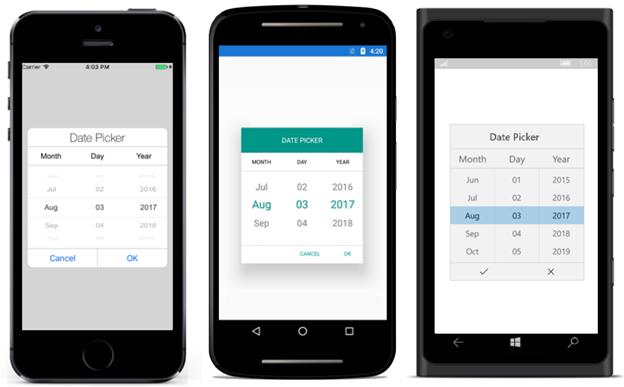 Carrier 4:03 PM
Date Picker
Month Day Year
Jul 02 2016
Aug 03 2017
Sep 04 2018
Cancel OK
4:20
DATE PICKER
MONTH DAY YEAR
Jul 02 2016
Aug 03 2017
Sep 04 2018
CANCEL OK
Date Picker
Month Day Year
Jun 01 2015
Jul 02 2016
Aug 03 2017
Sep 04 2018
Oct 05 2019